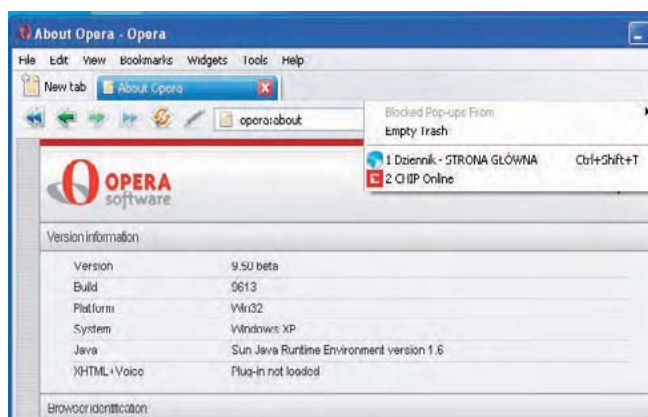 About Opera - Opera
File Edit View Bookmarks Widgets Tools Help
New tab About Opera
opera:about
Blocked Pop-ups From
Empty Trash
1 Dziennik - STRONA GŁÓWNA Ctrl+Shift+T
2 CHIP Online
OPERA
software
Version information
Version 9.50 beta
Build 9613
Platform Win32
System Windows XP
Java Sun Java Runtime Environment version 1.6
XHTML+Voice Plug-in not loaded
Browser identification